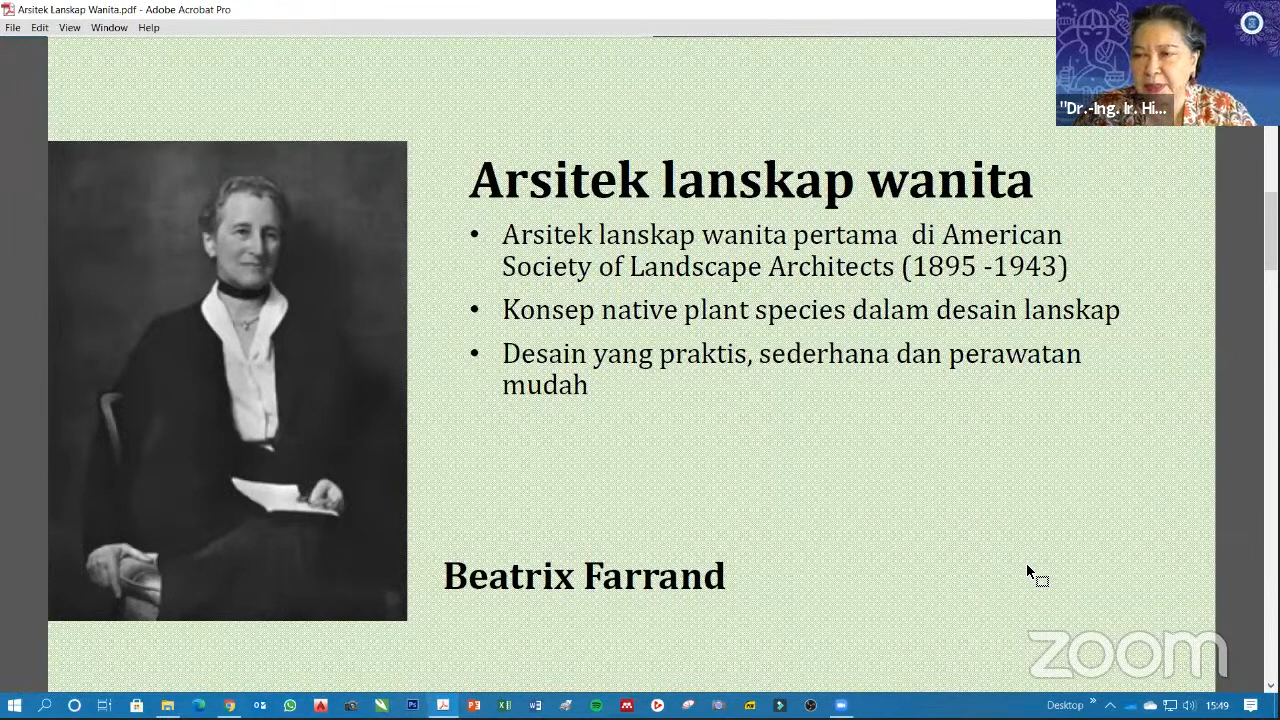 Arsitek Lanskap Wanita.pdf - Adobe Acrobat Pro
File Edit View Window Help
"Dr.-Ing. Ir. Hi...
Arsitek lanskap wanita
• Arsitek lanskap wanita pertama di American
Society of Landscape Architects (1895 -1943)
• Konsep native plant species dalam desain lanskap
• Desain yang praktis, sederhana dan perawatan
mudah
Beatrix Farrand
zoom
Desktop
15:49